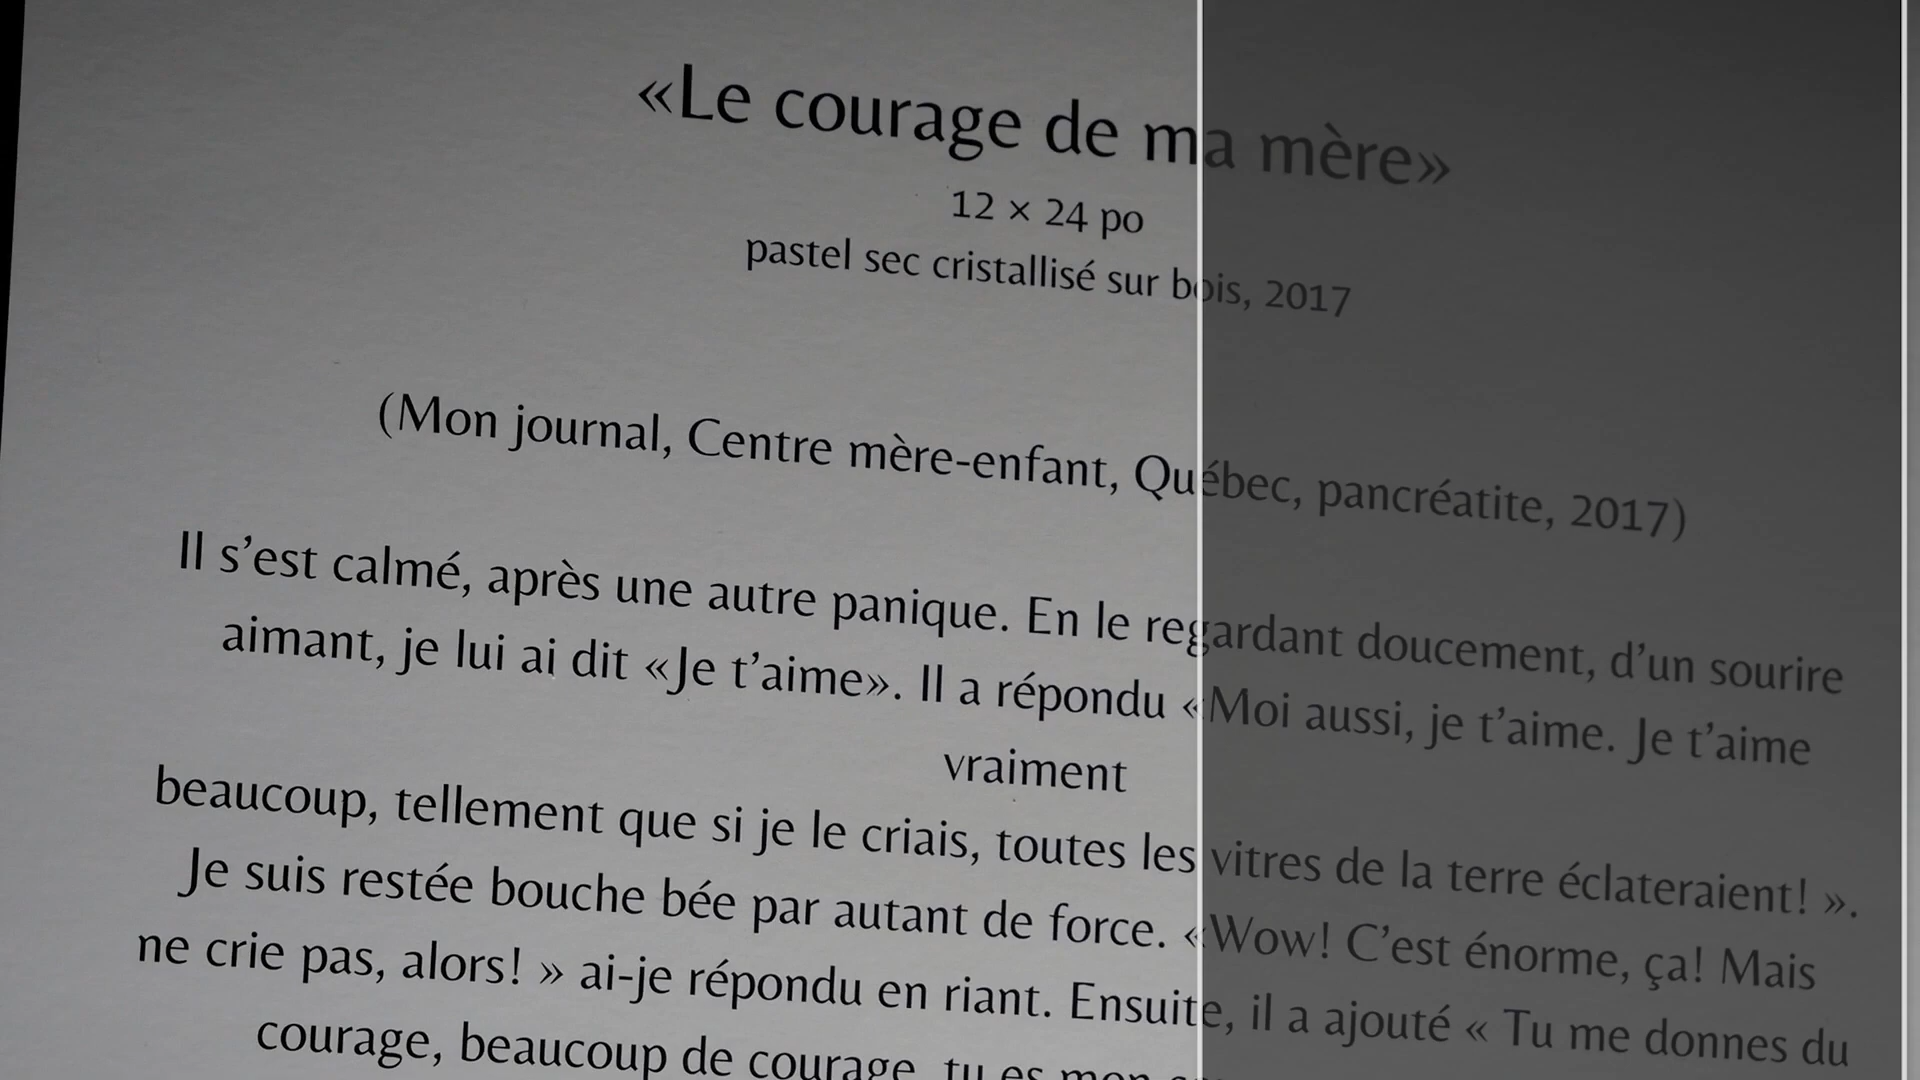 «Le courage de ma mère»
12 × 24 po
pastel sec cristallisé sur bois, 2017
(Mon journal, Centre mère-enfant, Québec, pancréatite, 2017)
Il s’est calmé, après une autre panique. En le regardant doucement, d’un sourire
aimant, je lui ai dit «Je t’aime». Il a répondu «Moi aussi, je t’aime. Je t’aime
vraiment
beaucoup, tellement que si je le criais, toutes les vitres de la terre éclateraient! ».
Je suis restée bouche bée par autant de force. «Wow! C’est énorme, ça! Mais
ne crie pas, alors! » ai-je répondu en riant. Ensuite, il a ajouté « Tu me donnes du
courage, beaucoup de courage, tu es mon